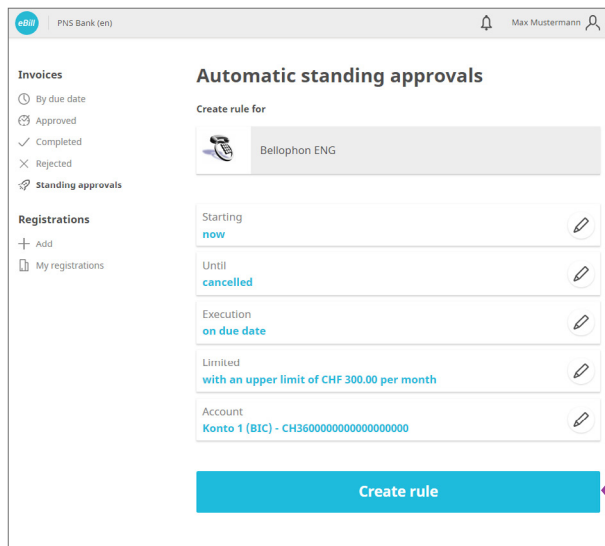 eBill PNS Bank (en) Max Mustermann
Invoices
By due date
Approved
Completed
Rejected
Standing approvals
Registrations
Add
My registrations
Automatic standing approvals
Create rule for
Bellophon ENG
Starting
now
Until
cancelled
Execution
on due date
Limited
with an upper limit of CHF 300.00 per month
Account
Konto 1 (BIC) - CH3600000000000000000
Create rule